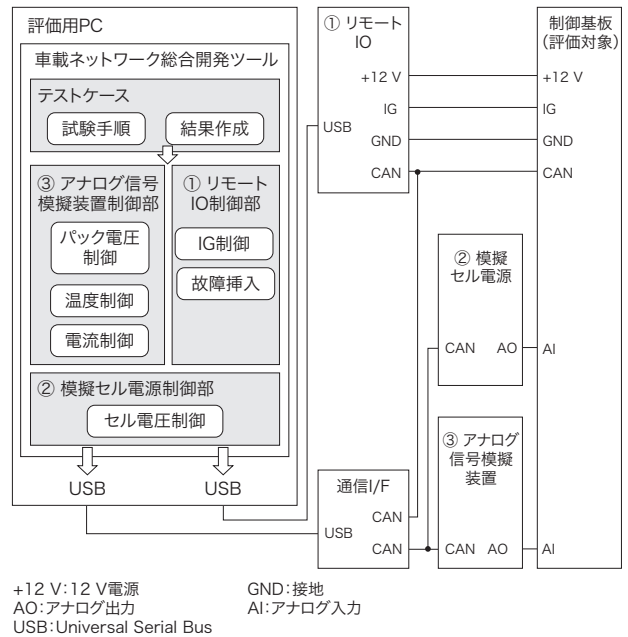 評価用PC
車載ネットワーク総合開発ツール
テストケース
試験手順
結果作成
③ アナログ信号
模擬装置制御部
パック電圧
制御
温度制御
電流制御
① リモート
IO制御部
IG制御
故障挿入
② 模擬セル電源制御部
セル電圧制御
USB
USB
① リモート
IO
+12 V
IG
USB
GND
CAN
制御基板
(評価対象)
+12 V
IG
GND
CAN
② 模擬
セル電源
CAN AO
AI
③ アナログ
信号模擬
装置
CAN AO
AI
通信I/F
CAN
USB
CAN
+12 V:12 V電源
GND:接地
AO:アナログ出力
AI:アナログ入力
USB:Universal Serial Bus